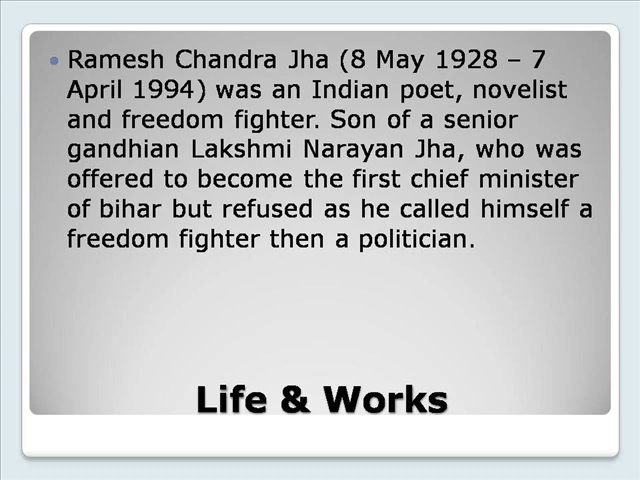 Ramesh Chandra Jha (8 May 1928 – 7
April 1994) was an Indian poet, novelist
and freedom fighter. Son of a senior
gandhian Lakshmi Narayan Jha, who was
offered to become the first chief minister
of bihar but refused as he called himself a
freedom fighter then a politician.
Life & Works